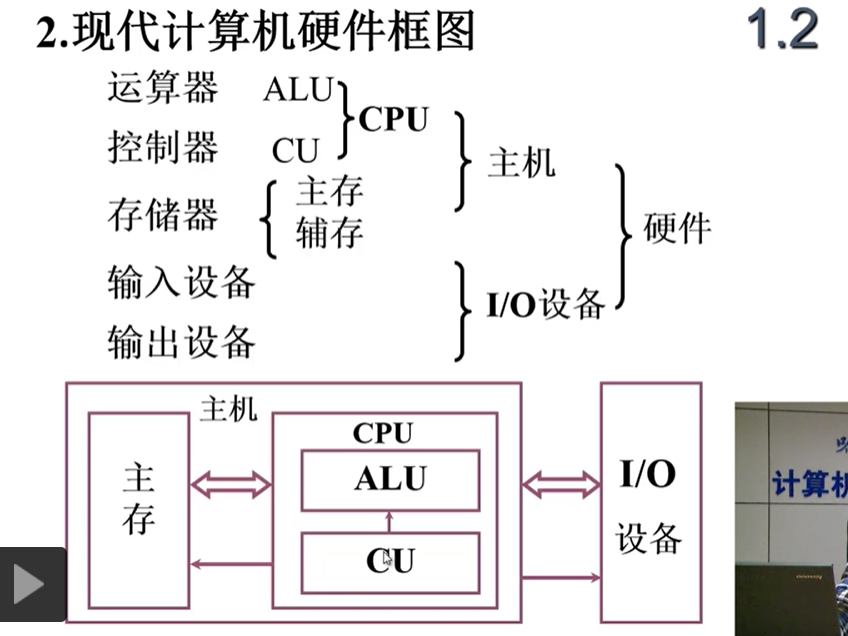 2.现代计算机硬件框图
1.2
运算器 ALU
CPU
控制器 CU
主机
存储器
主存
辅存
硬件
输入设备
I/O设备
输出设备
主机
主存
CPU
ALU
CU
I/O
设备
计算机